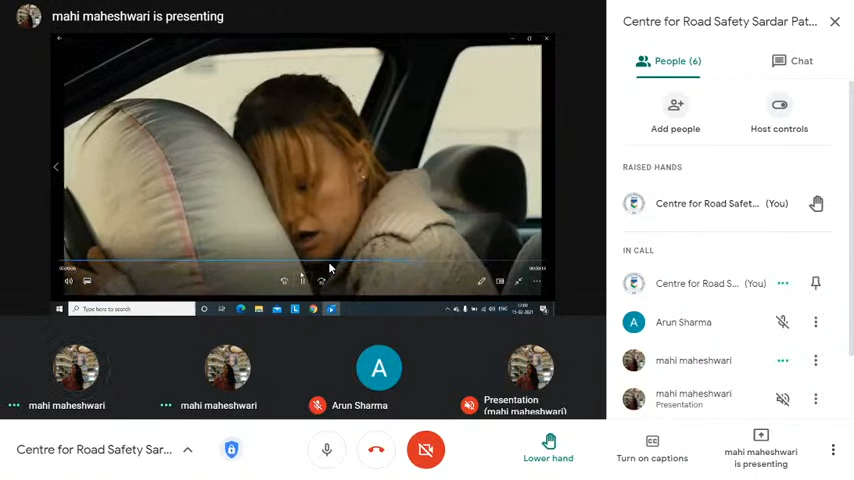 mahi maheshwari is presenting
Type here to search
ENG
mahi maheshwari
mahi maheshwari
Arun Sharma
Presentation
(mahi maheshwari)
Centre for Road Safety Sardar Pat...
People (6)
Chat
Add people
Host controls
RAISED HANDS
Centre for Road Safet... (You)
IN CALL
Centre for Road S... (You)
A
Arun Sharma
A
mahi maheshwari
mahi maheshwari
Presentation
Centre for Road Safety Sar...
Lower hand
Turn on captions
mahi maheshwari
is presenting